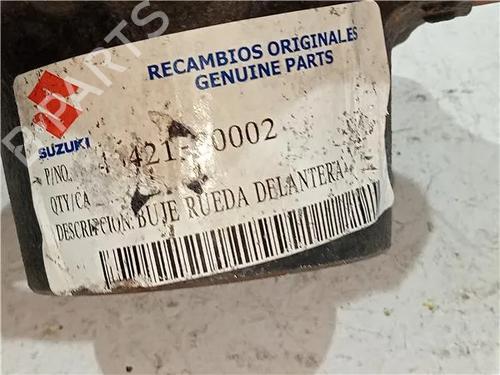 RECAMBIOS ORIGINALES
GENUINE PARTS
SUZUKI
P/NO.
QTY/CA
DESCRIPCION: BUJE RUEDA DELANTERA